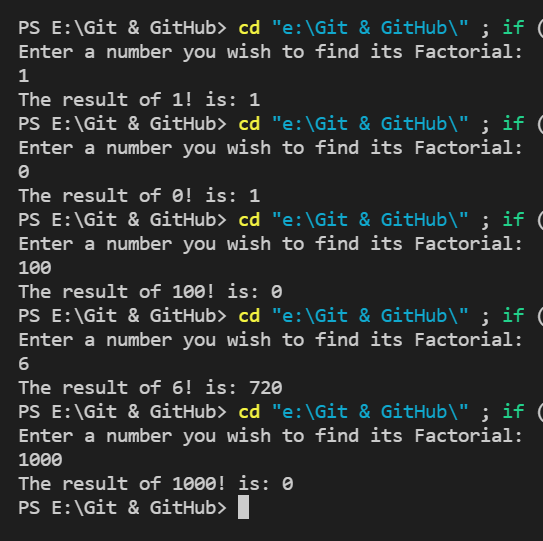 PS E:\Git & GitHub> cd "e:\Git & GitHub\" ; if (
Enter a number you wish to find its Factorial:
1
The result of 1! is: 1
PS E:\Git & GitHub> cd "e:\Git & GitHub\" ; if (
Enter a number you wish to find its Factorial:
0
The result of 0! is: 1
PS E:\Git & GitHub> cd "e:\Git & GitHub\" ; if (
Enter a number you wish to find its Factorial:
100
The result of 100! is: 0
PS E:\Git & GitHub> cd "e:\Git & GitHub\" ; if (
Enter a number you wish to find its Factorial:
6
The result of 6! is: 720
PS E:\Git & GitHub> cd "e:\Git & GitHub\" ; if (
Enter a number you wish to find its Factorial:
1000
The result of 1000! is: 0
PS E:\Git & GitHub>